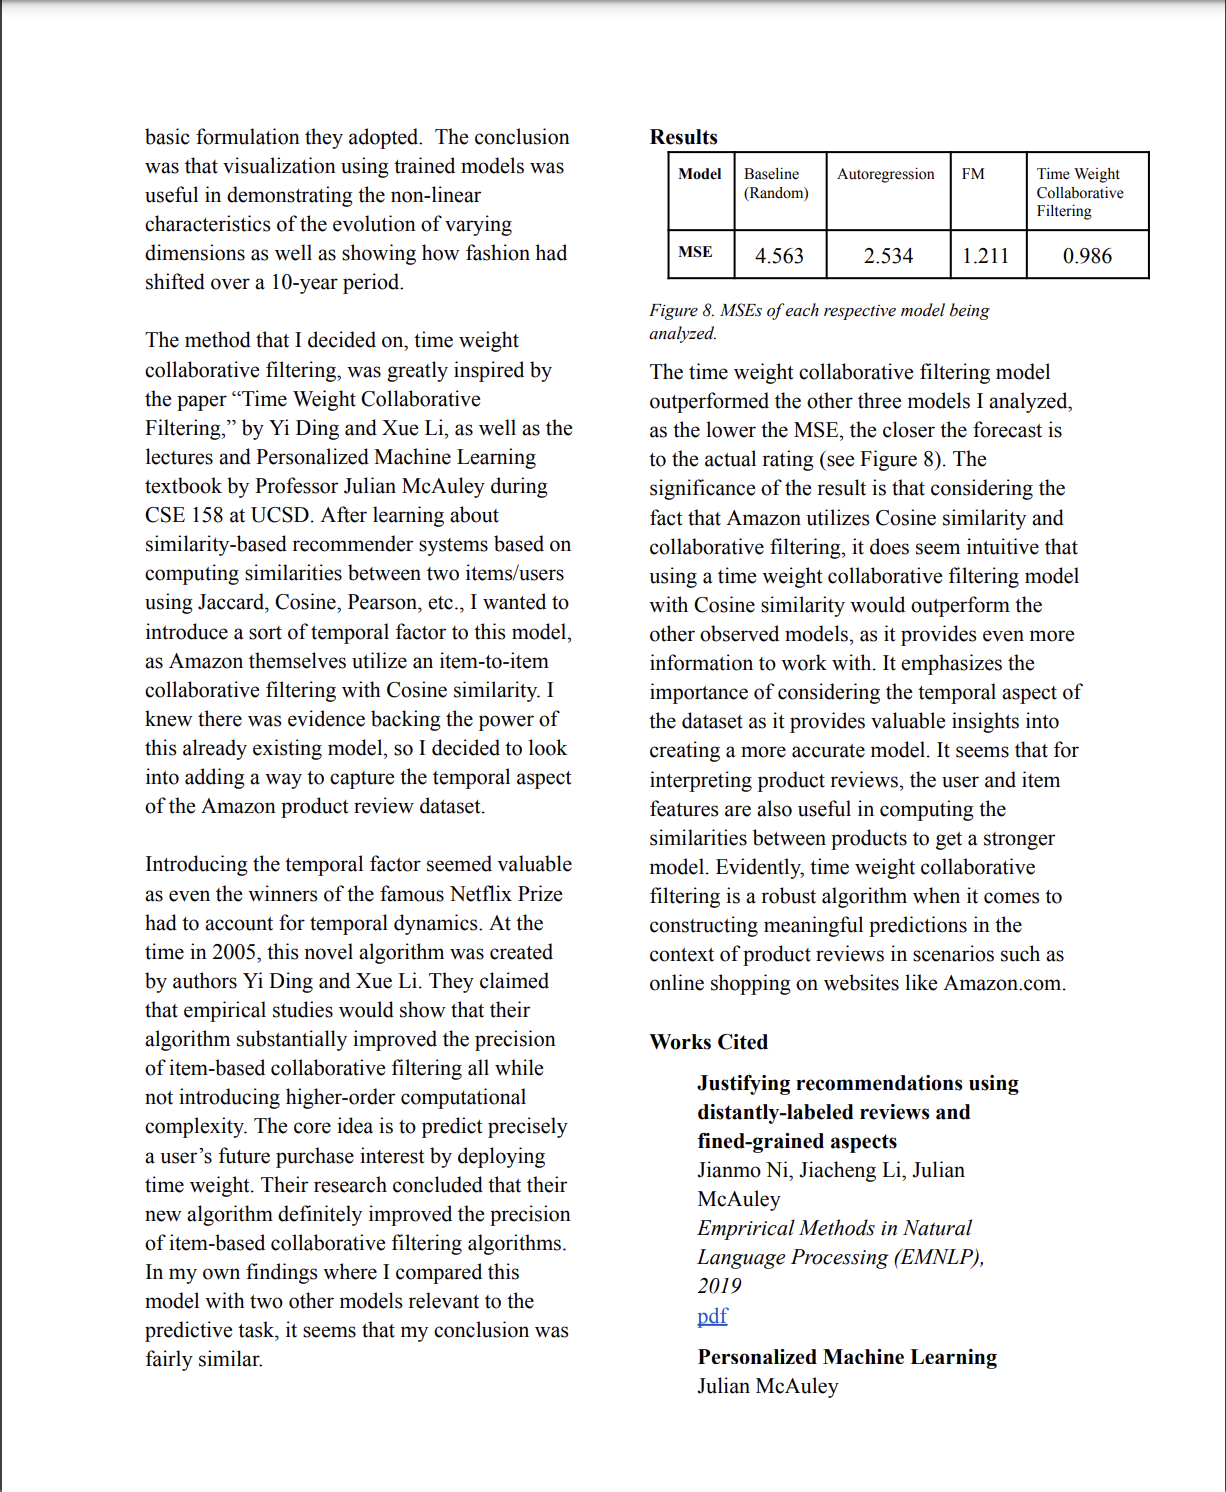 basic formulation they adopted.  The conclusion
was that visualization using trained models was
useful in demonstrating the non-linear
characteristics of the evolution of varying
dimensions as well as showing how fashion had
shifted over a 10-year period.
The method that I decided on, time weight
collaborative filtering, was greatly inspired by
the paper “Time Weight Collaborative
Filtering,” by Yi Ding and Xue Li, as well as the
lectures and Personalized Machine Learning
textbook by Professor Julian McAuley during
CSE 158 at UCSD. After learning about
similarity-based recommender systems based on
computing similarities between two items/users
using Jaccard, Cosine, Pearson, etc., I wanted to
introduce a sort of temporal factor to this model,
as Amazon themselves utilize an item-to-item
collaborative filtering with Cosine similarity. I
knew there was evidence backing the power of
this already existing model, so I decided to look
into adding a way to capture the temporal aspect
of the Amazon product review dataset.
Introducing the temporal factor seemed valuable
as even the winners of the famous Netflix Prize
had to account for temporal dynamics. At the
time in 2005, this novel algorithm was created
by authors Yi Ding and Xue Li. They claimed
that empirical studies would show that their
algorithm substantially improved the precision
of item-based collaborative filtering all while
not introducing higher-order computational
complexity. The core idea is to predict precisely
a user’s future purchase interest by deploying
time weight. Their research concluded that their
new algorithm definitely improved the precision
of item-based collaborative filtering algorithms.
In my own findings where I compared this
model with two other models relevant to the
predictive task, it seems that my conclusion was
fairly similar.
Results
Model Baseline (Random) Autoregression FM Time Weight Collaborative Filtering
MSE 4.563 2.534 1.211 0.986
Figure 8. MSEs of each respective model being
analyzed.
The time weight collaborative filtering model
outperformed the other three models I analyzed,
as the lower the MSE, the closer the forecast is
to the actual rating (see Figure 8). The
significance of the result is that considering the
fact that Amazon utilizes Cosine similarity and
collaborative filtering, it does seem intuitive that
using a time weight collaborative filtering model
with Cosine similarity would outperform the
other observed models, as it provides even more
information to work with. It emphasizes the
importance of considering the temporal aspect of
the dataset as it provides valuable insights into
creating a more accurate model. It seems that for
interpreting product reviews, the user and item
features are also useful in computing the
similarities between products to get a stronger
model. Evidently, time weight collaborative
filtering is a robust algorithm when it comes to
constructing meaningful predictions in the
context of product reviews in scenarios such as
online shopping on websites like Amazon.com.
Works Cited
Justifying recommendations using
distantly-labeled reviews and
fined-grained aspects
Jianmo Ni, Jiacheng Li, Julian
McAuley
Emprirical Methods in Natural
Language Processing (EMNLP),
2019
pdf
Personalized Machine Learning
Julian McAuley